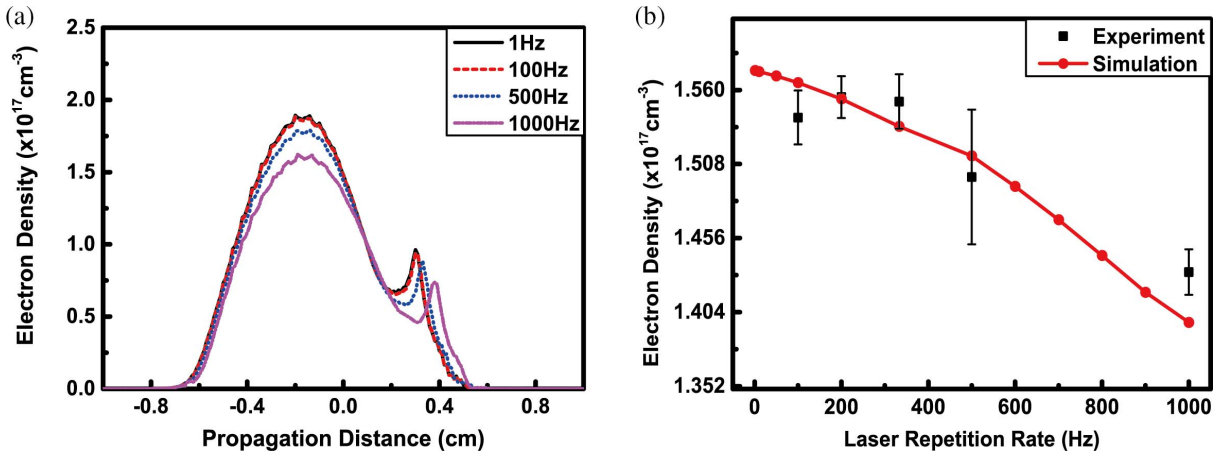 (a)
2.5
2.0
1.5
1.0
0.5
0.0
Electron Density (x10¹⁷cm⁻³)
-0.8 -0.4 0.0 0.4 0.8
Propagation Distance (cm)
1Hz
100Hz
500Hz
1000Hz
(b)
1.560
1.508
1.456
1.404
1.352
Electron Density (x10¹⁷cm⁻³)
0 200 400 600 800 1000
Laser Repetition Rate (Hz)
Experiment
Simulation